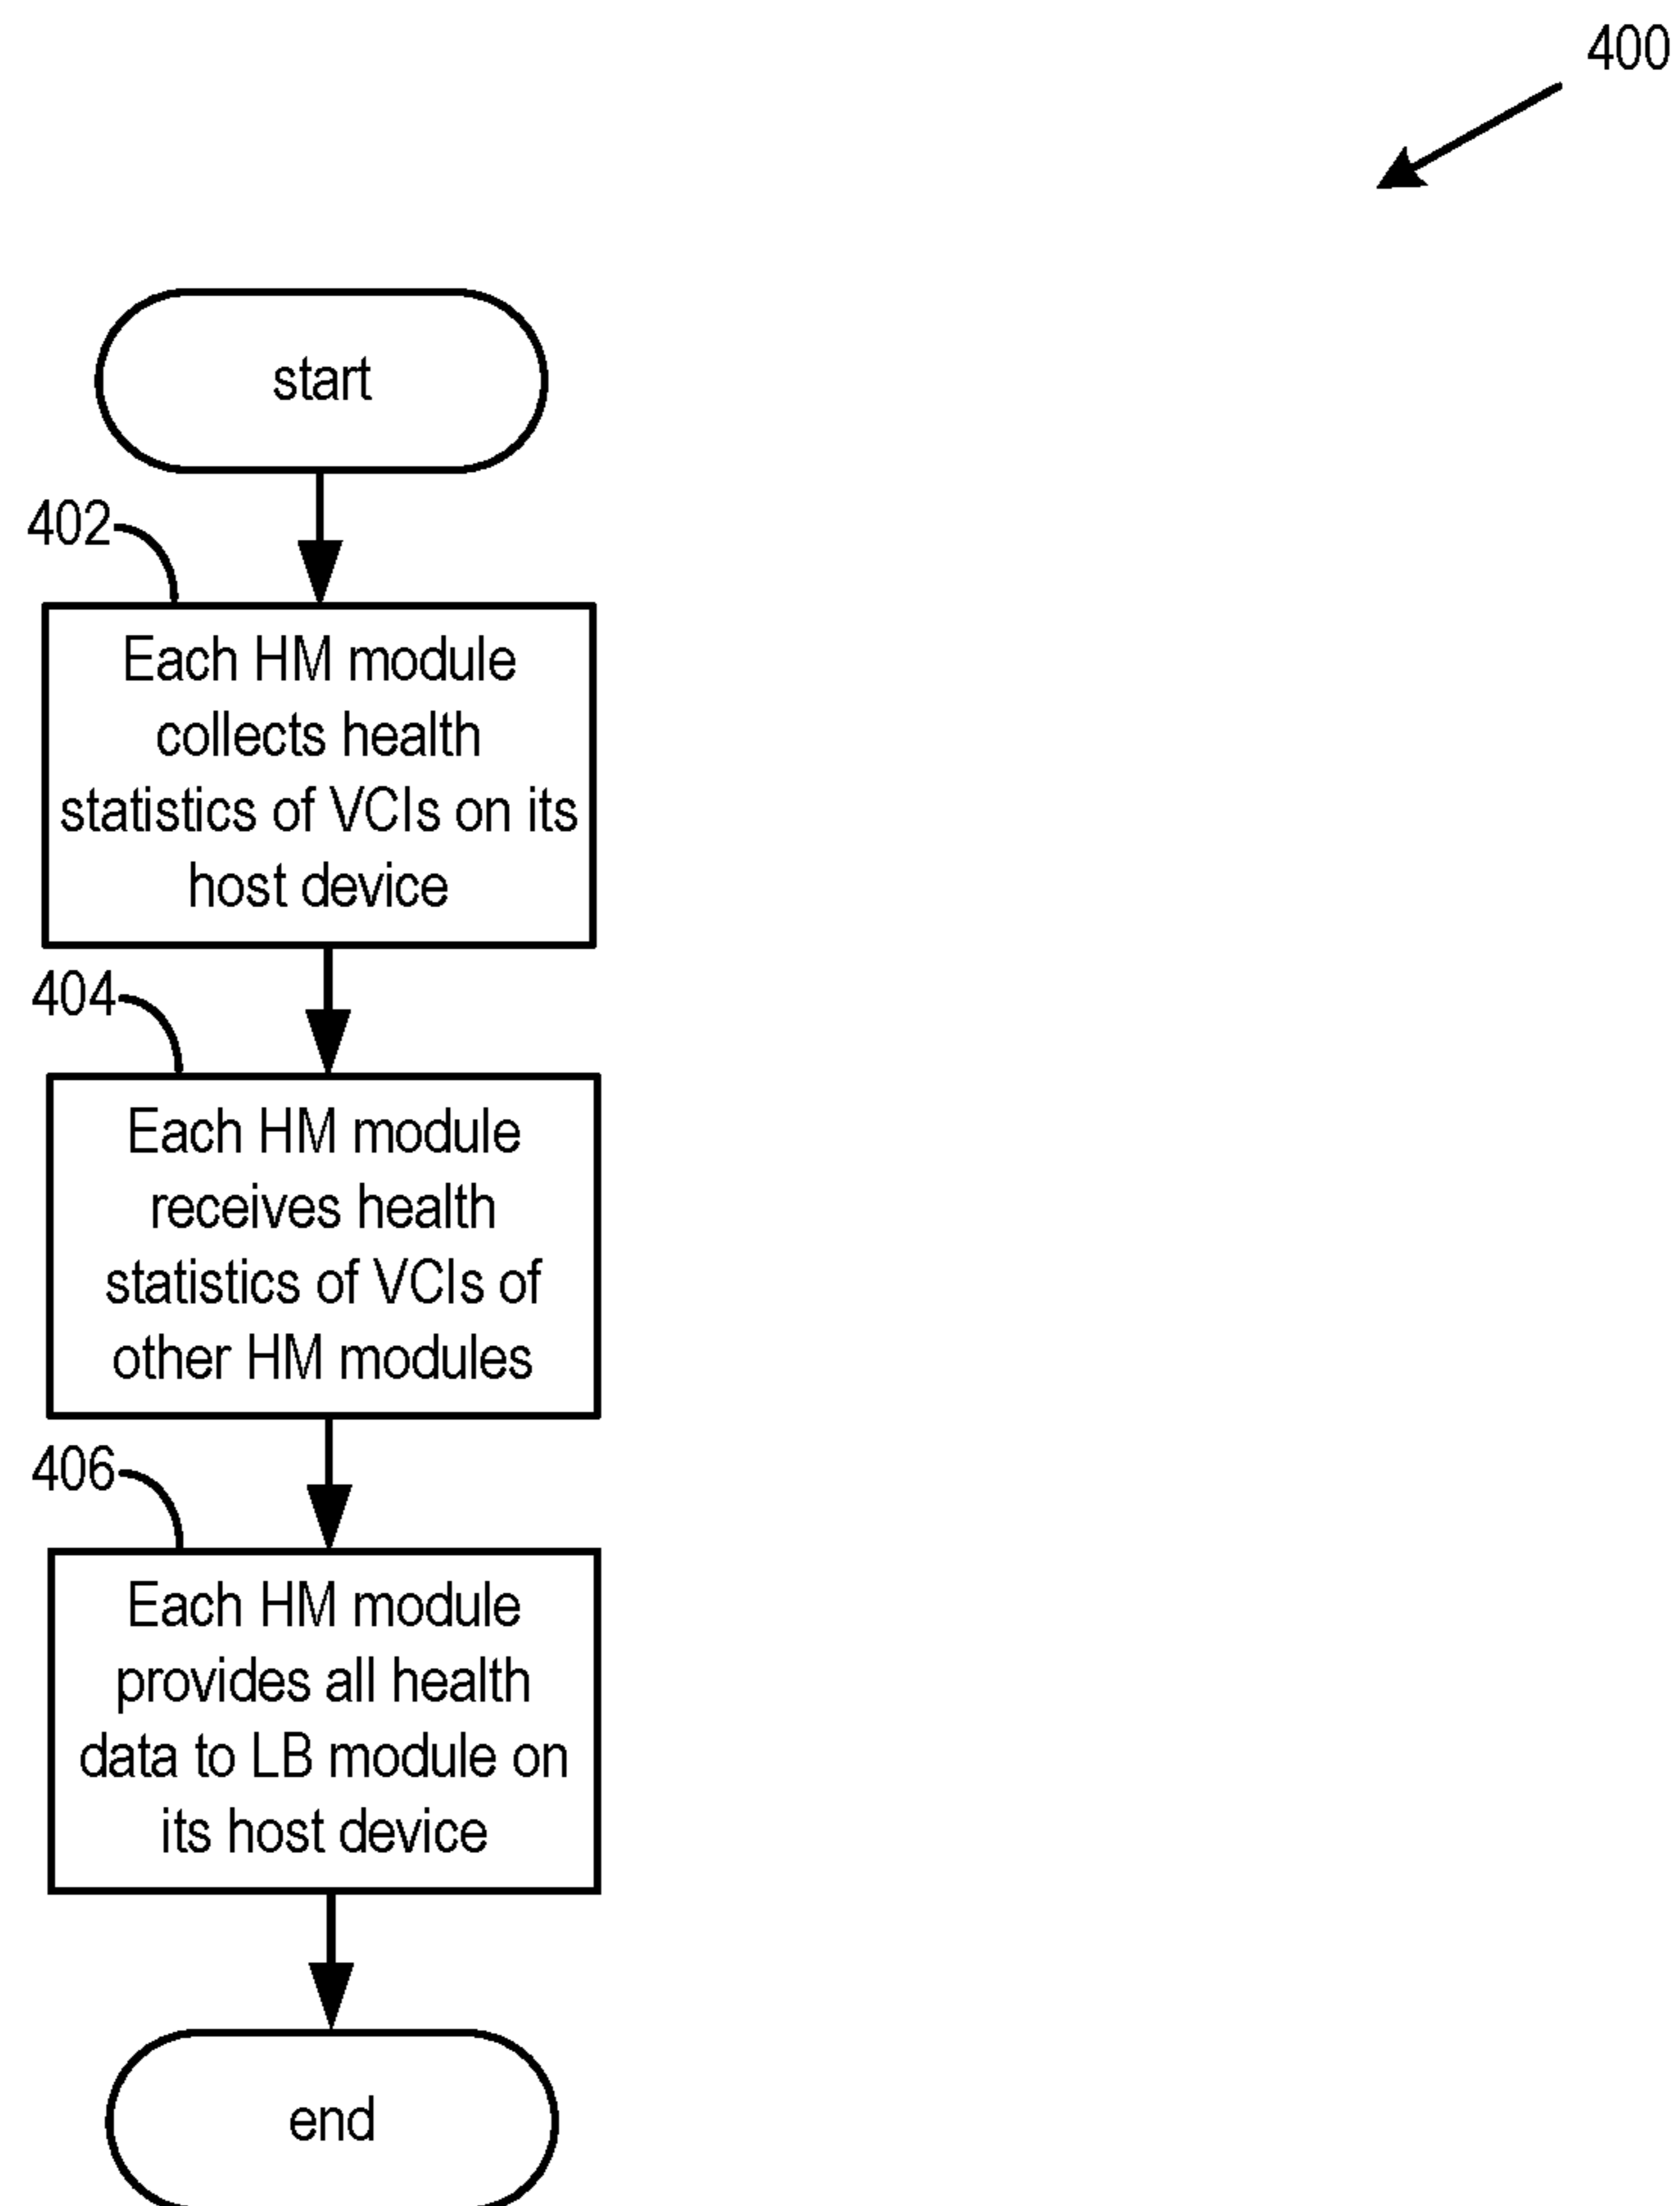 400
start
402
Each HM module
collects health
statistics of VCIs on its
host device
404
Each HM module
receives health
statistics of VCIs of
other HM modules
406
Each HM module
provides all health
data to LB module on
its host device
end